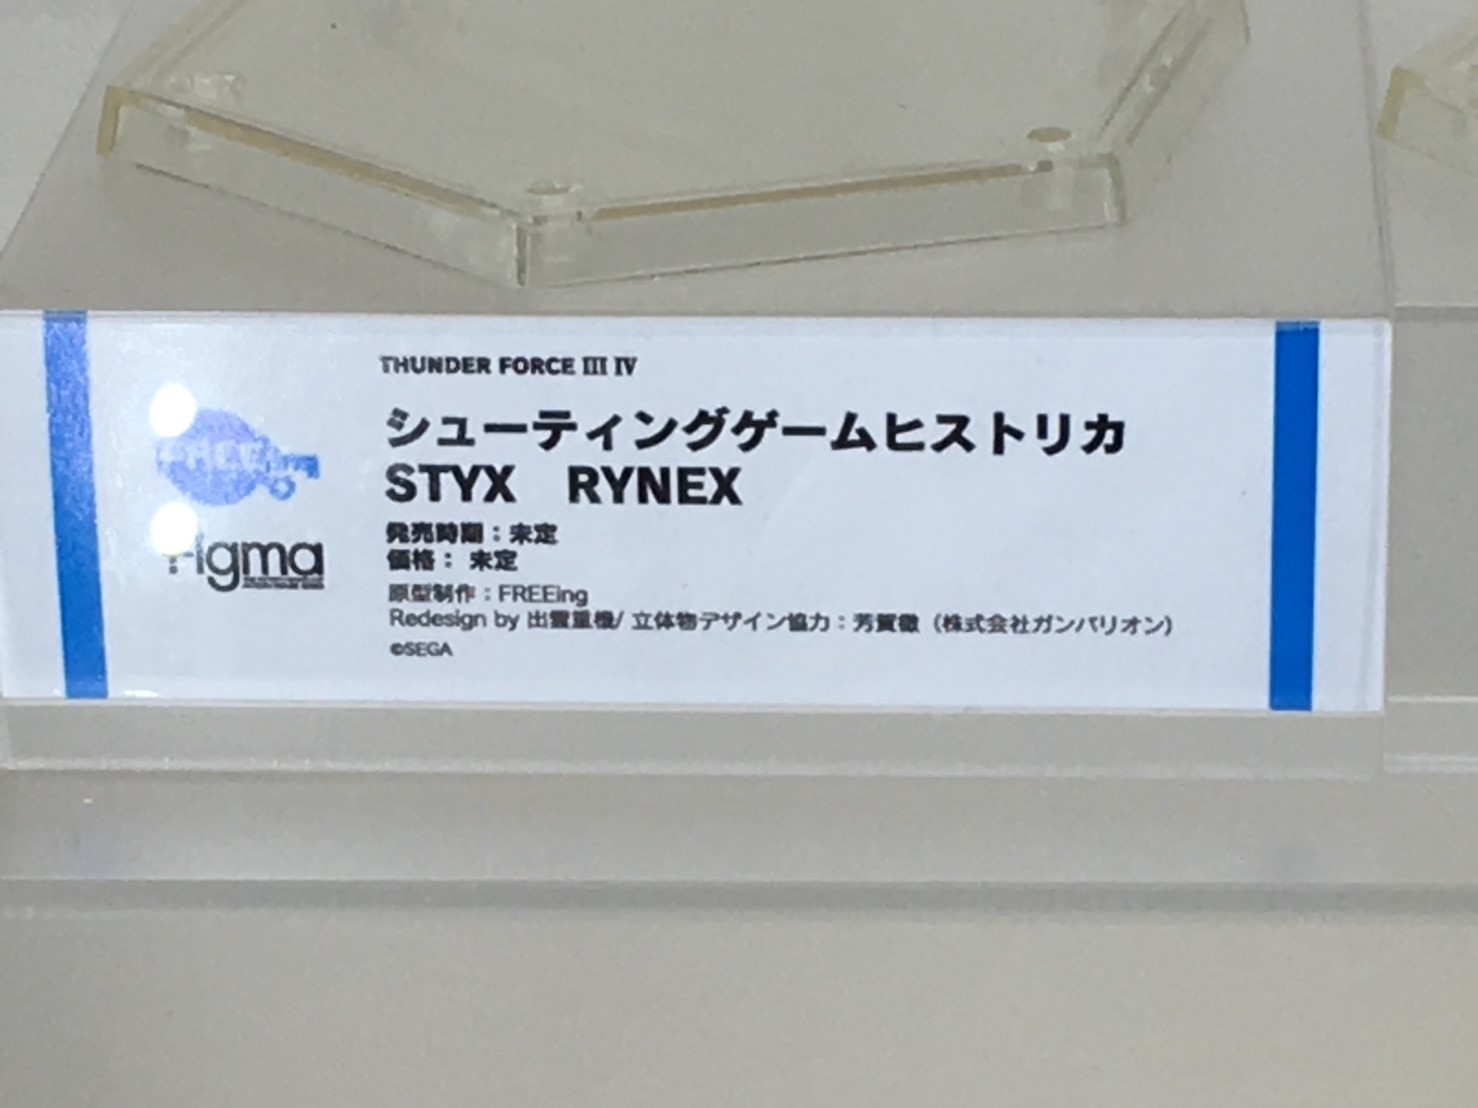 THUNDER FORCE III IV
シューティングゲームヒストリカ
STYX RYNEX
発売時期：未定
価格： 未定
原型制作：FREEing
Redesign by 出雲重機/ 立体物デザイン協力：芳賀徹（株式会社ガンバリオン）
©SEGA
FREEing
figma